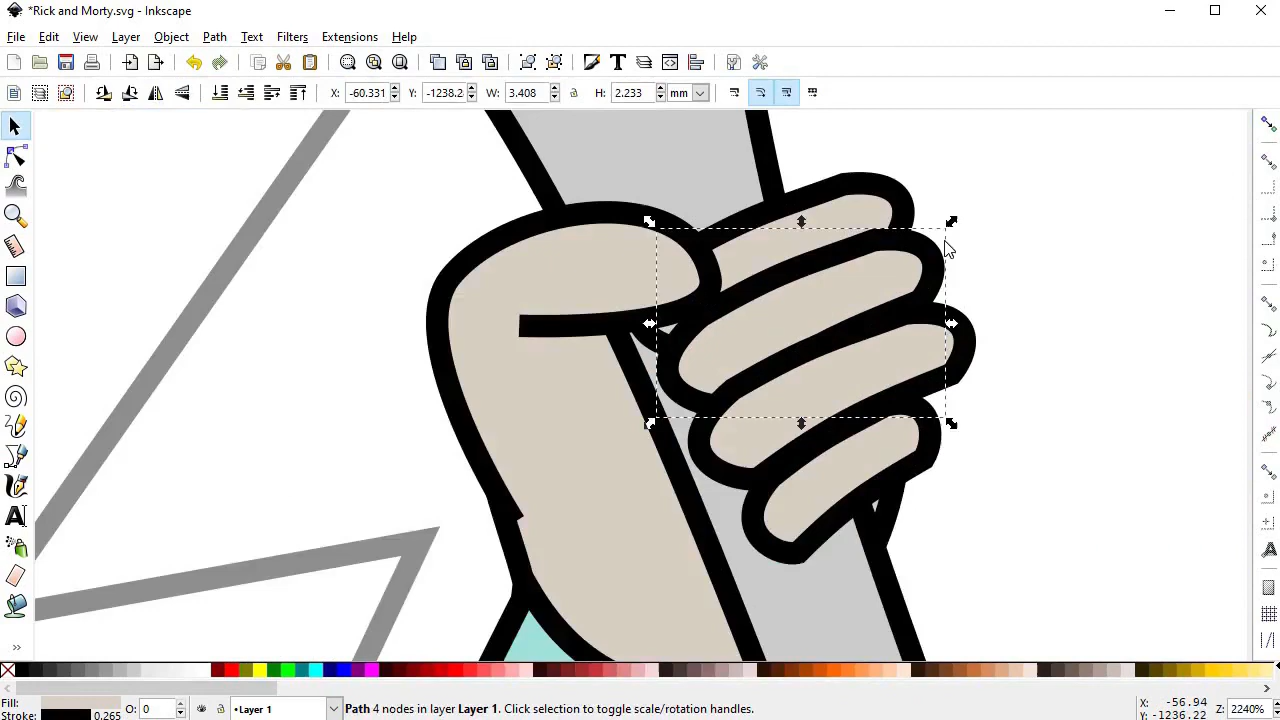 *Rick and Morty.svg - Inkscape
File Edit View Layer Object Path Text Filters Extensions Help
X: -60.331 Y: -1238.2 W: 3.408 H: 2.233 mm
Fill: O: 0 •Layer 1 Path 4 nodes in layer Layer 1. Click selection to toggle scale/rotation handles. X: -56.94 Z: 2240%
Stroke: 0.265 Y: -1236.22